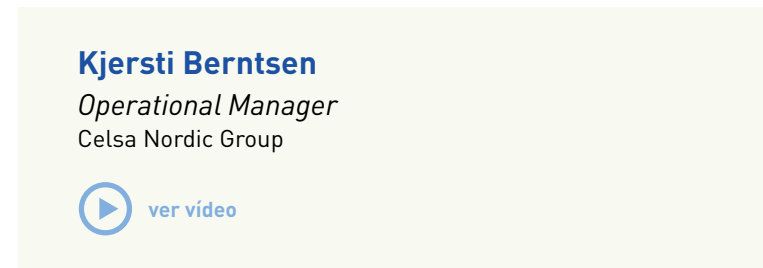 Kjersti Berntsen
Operational Manager
Celsa Nordic Group
ver vídeo